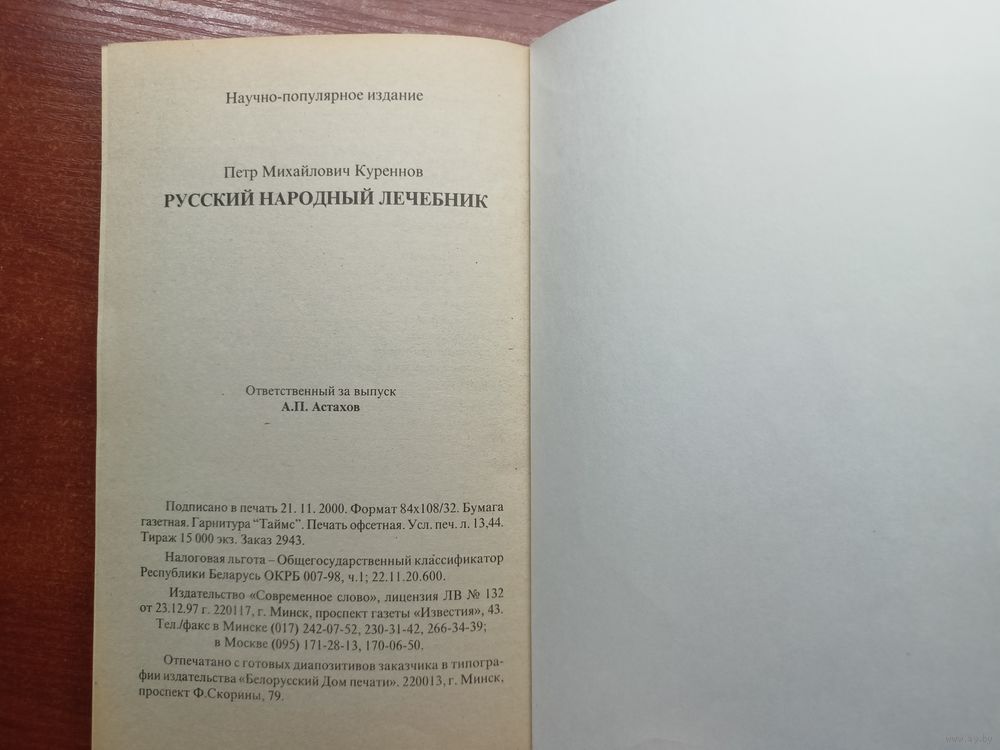 Научно-популярное издание
Петр Михайлович Куреннов
РУССКИЙ НАРОДНЫЙ ЛЕЧЕБНИК
Ответственный за выпуск
А.П. Астахов
Подписано в печать 21. 11. 2000. Формат 84х108/32. Бумага
газетная. Гарнитура “Таймс”. Печать офсетная. Усл. печ. л. 13,44.
Тираж 15 000 экз. Заказ 2943.
Налоговая льгота – Общегосударственный классификатор
Республики Беларусь ОКРБ 007-98, ч.1; 22.11.20.600.
Издательство «Современное слово», лицензия ЛВ № 132
от 23.12.97 г. 220117, г. Минск, проспект газеты «Известия», 43.
Тел./факс в Минске (017) 242-07-52, 230-31-42, 266-34-39;
в Москве (095) 171-28-13, 170-06-50.
Отпечатано с готовых диапозитивов заказчика в типогра-
фии издательства «Белорусский Дом печати». 220013, г. Минск,
проспект Ф.Скорины, 79.
www.ay.by